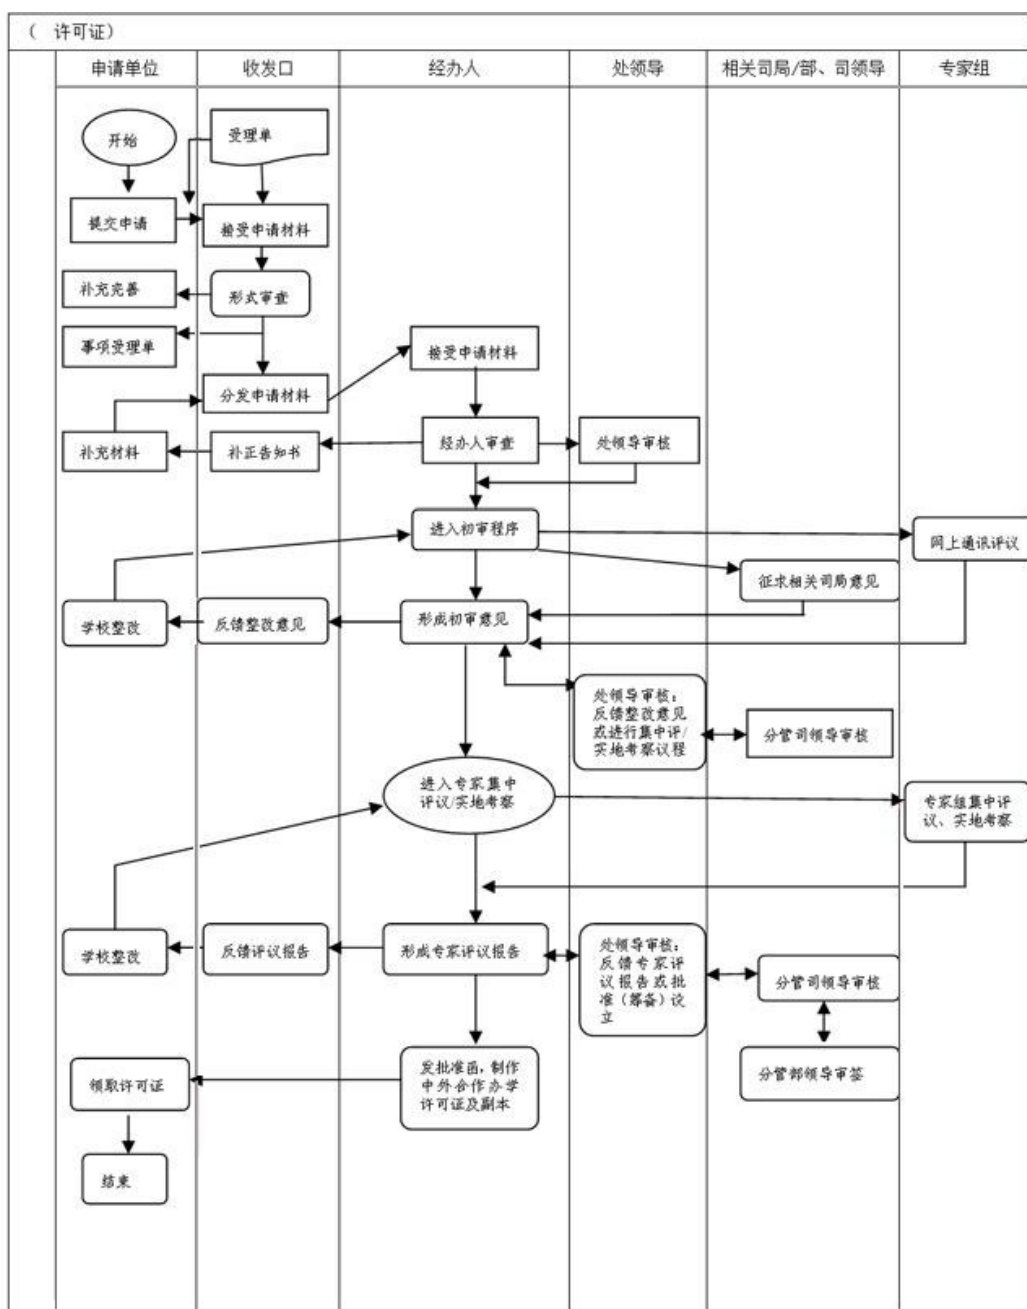 （ 许可证）
申请单位 收发口 经办人 处领导 相关司局/部、司领导 专家组
开始
受理单
提交申请
接受申请材料
补充完善
形式审查
事项受理单
接受申请材料
分发申请材料
补充材料
补正告知书
经办人审查
处领导审核
进入初审程序
网上通讯评议
征求相关司局意见
学校整改
反馈整改意见
形成初审意见
处领导审核：
反馈整改意见
或进行集中评/
实地考察议程
分管司领导审核
进入专家集中
评议/实地考察
专家组集中评
议、实地考察
学校整改
反馈评议报告
形成专家评议报告
处领导审核：
反馈专家评
议报告或批
准（筹备）设
立
分管司领导审核
领取许可证
发批准函，制作
中外合作办学
许可证及副本
分管部领导审签
结束